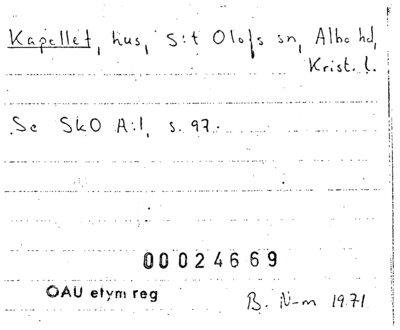 Kapellet, hus, S:t Olofs sn, Albo hd,
Krist. l.
Se SkO A:1, s. 97.
00024669
OAU etym reg
B. N-m 1971